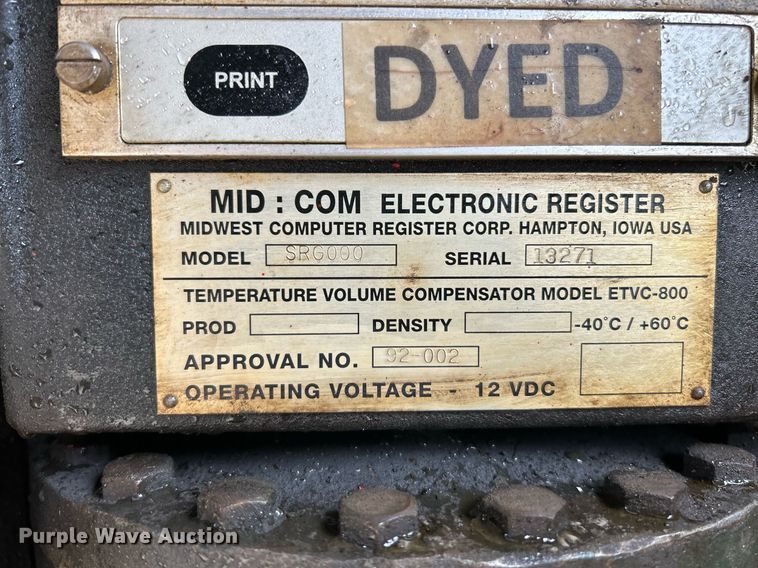 PRINT DYED
MID : COM ELECTRONIC REGISTER
MIDWEST COMPUTER REGISTER CORP. HAMPTON, IOWA USA
MODEL SRG000 SERIAL 13271
TEMPERATURE VOLUME COMPENSATOR MODEL ETVC-800
PROD DENSITY -40°C / +60°C
APPROVAL NO. 92-002
OPERATING VOLTAGE - 12 VDC
Purple Wave Auction